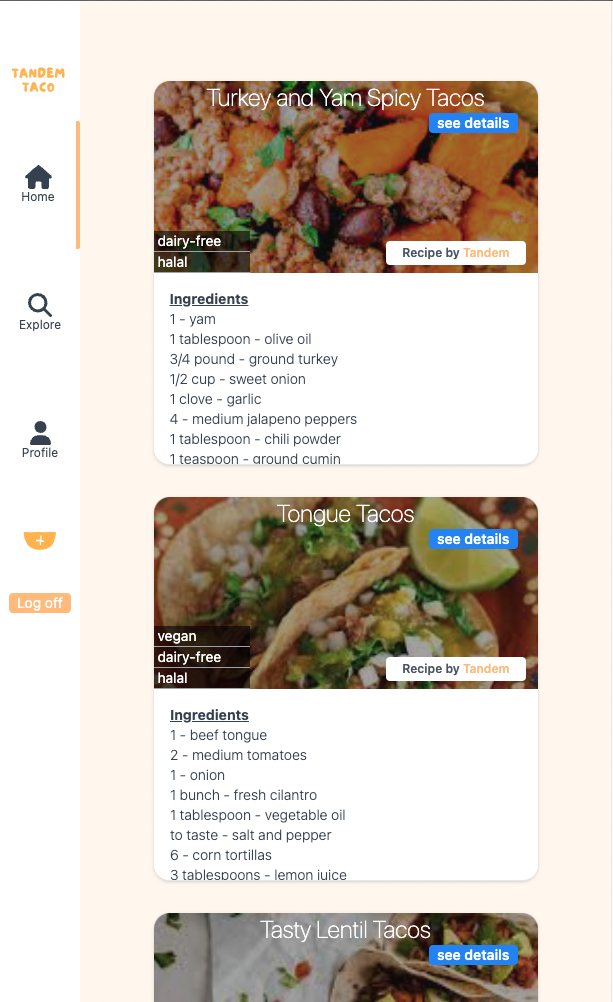 TANDEM
TACO
Home
Explore
Profile
+
Log off
Turkey and Yam Spicy Tacos
see details
dairy-free
halal
Recipe by Tandem
Ingredients
1 - yam
1 tablespoon - olive oil
3/4 pound - ground turkey
1/2 cup - sweet onion
1 clove - garlic
4 - medium jalapeno peppers
1 tablespoon - chili powder
1 teaspoon - ground cumin
Tongue Tacos
see details
vegan
dairy-free
halal
Recipe by Tandem
Ingredients
1 - beef tongue
2 - medium tomatoes
1 - onion
1 bunch - fresh cilantro
1 tablespoon - vegetable oil
to taste - salt and pepper
6 - corn tortillas
3 tablespoons - lemon juice
Tasty Lentil Tacos
see details